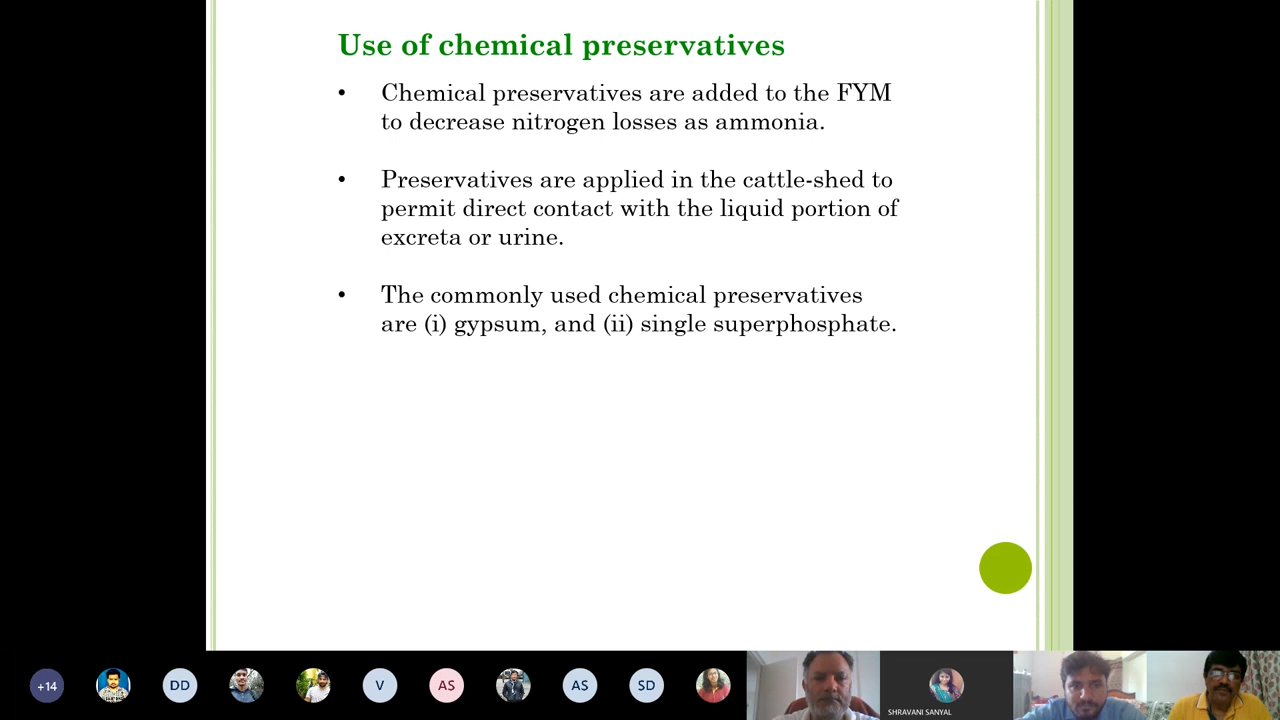 Use of chemical preservatives
• Chemical preservatives are added to the FYM
to decrease nitrogen losses as ammonia.
• Preservatives are applied in the cattle-shed to
permit direct contact with the liquid portion of
excreta or urine.
• The commonly used chemical preservatives
are (i) gypsum, and (ii) single superphosphate.
+14
DD
V
AS
AS
SD
SHRAVANI SANYAL